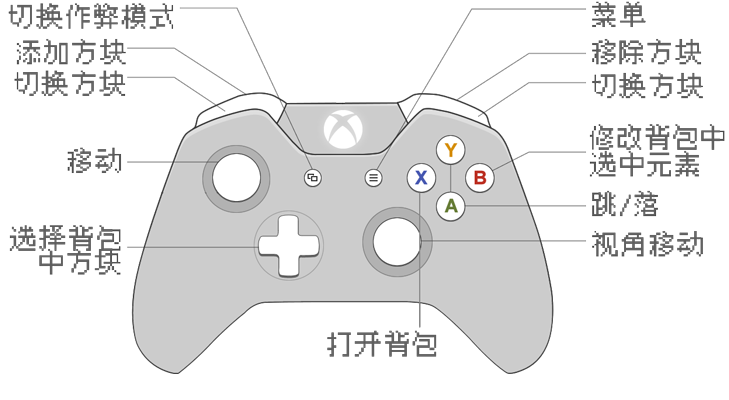 切换作弊模式
菜单
添加方块
移除方块
切换方块
切换方块
修改背包中
选中元素
移动
Y
X
B
A
跳/落
选择背包
中方块
视角移动
打开背包